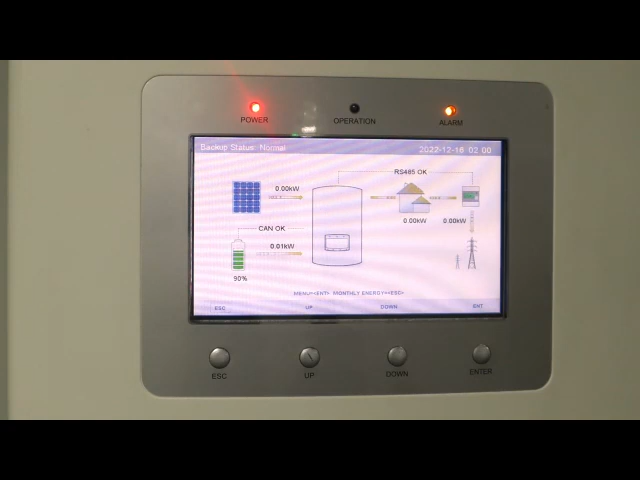 POWER OPERATION ALARM
Backup Status: Normal 2022-12-16 02 00
RS485 OK
0.00kW
CAN OK
0.00kW 0.00kW
0.01kW
90%
MENU=<ENT> MONTHLY ENERGY=<ESC>
ESC UP DOWN ENT
ESC UP DOWN ENTER